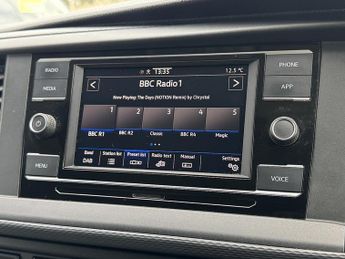 RADIO
MEDIA
MENU
PHONE
APP
VOICE
13:35
12.5 °C
BBC Radio1
Now Playing: The Days (NOTION Remix) by Chrystal
1 2 3 4 5
BBC R1 BBC R2 Classic BBC R4 Magic
Band Station list Preset list Radio text Manual Settings
DAB